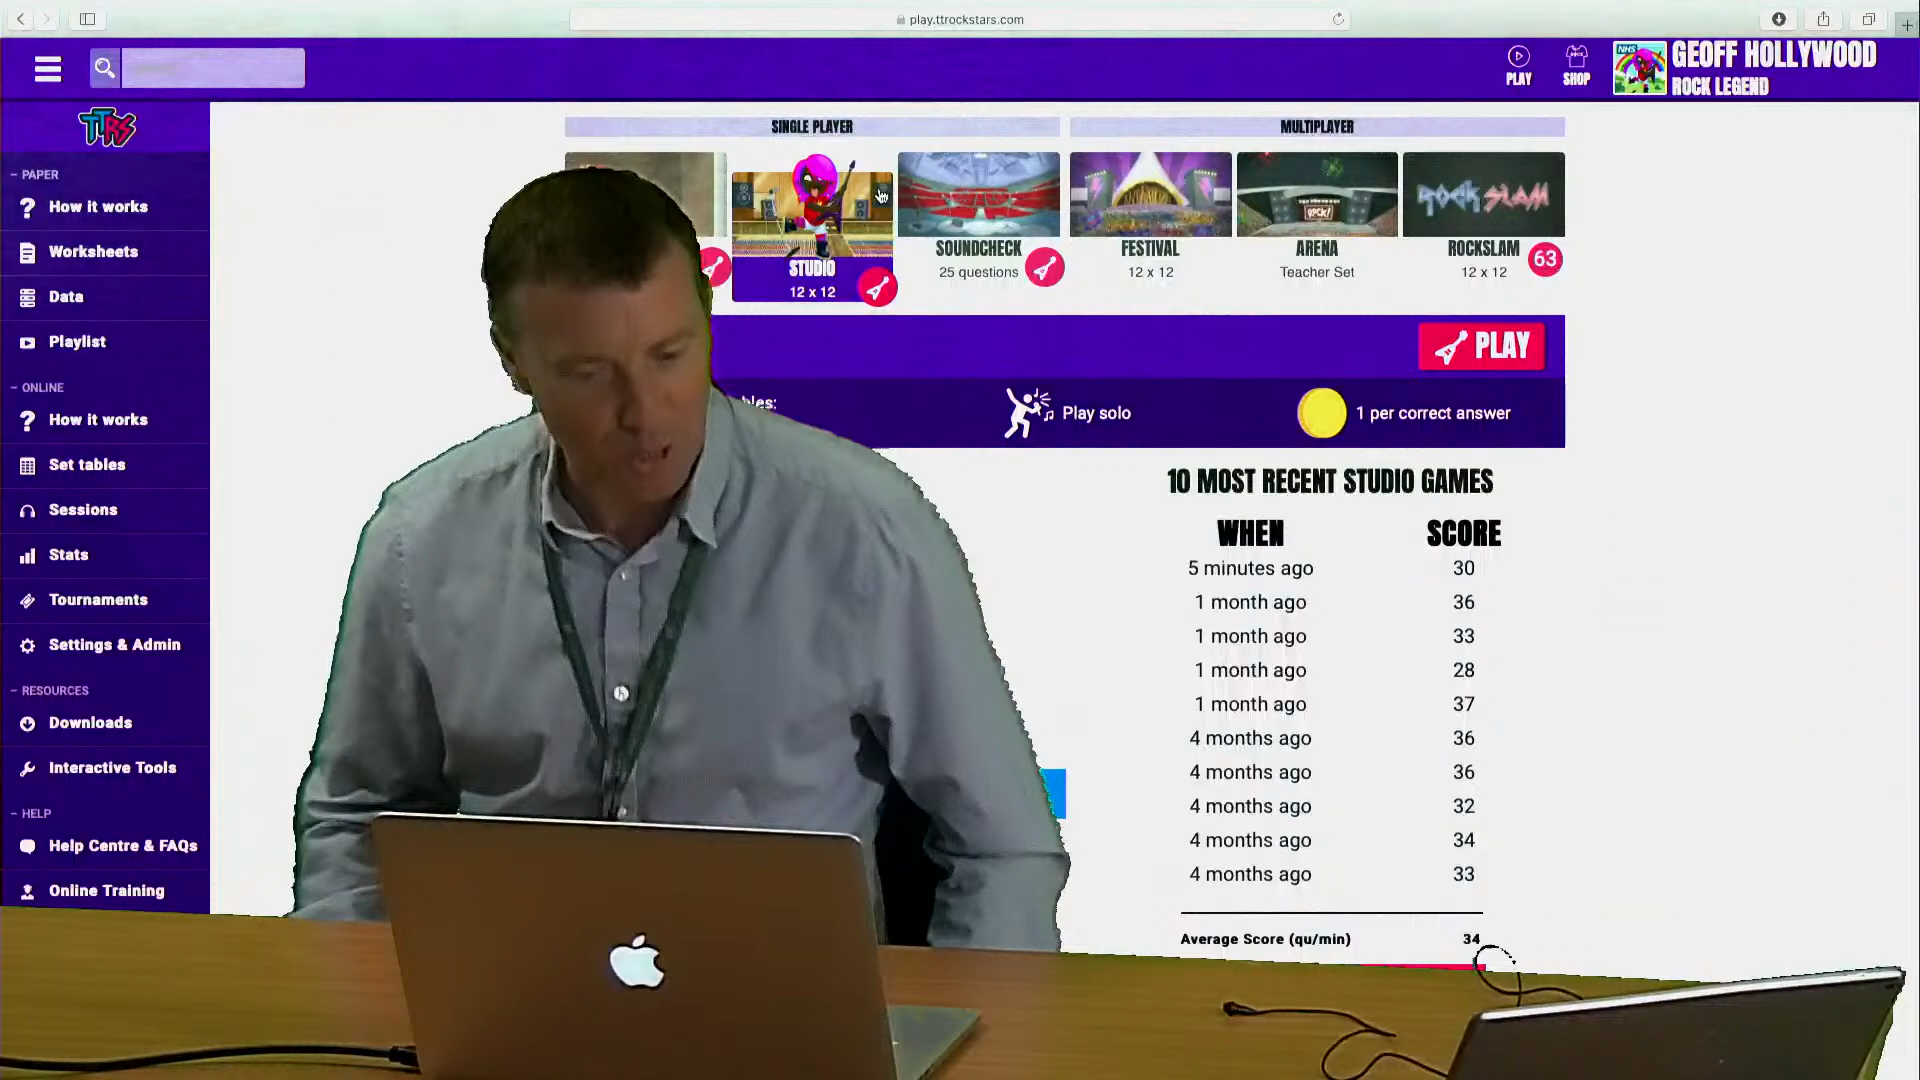 play.ttrockstars.com
PLAY
SHOP
NHS
GEOFF HOLLYWOOD
ROCK LEGEND
TTRS
– PAPER
How it works
Worksheets
Data
Playlist
– ONLINE
How it works
Set tables
Sessions
Stats
Tournaments
Settings & Admin
– RESOURCES
Downloads
Interactive Tools
– HELP
Help Centre & FAQs
Online Training
SINGLE PLAYER
MULTIPLAYER
STUDIO
12 x 12
SOUNDCHECK
25 questions
FESTIVAL
12 x 12
ROCK!
ARENA
Teacher Set
ROCK SLAM
ROCKSLAM
12 x 12
63
PLAY
Play solo
1 per correct answer
10 MOST RECENT STUDIO GAMES
WHEN SCORE
5 minutes ago 30
1 month ago 36
1 month ago 33
1 month ago 28
1 month ago 37
4 months ago 36
4 months ago 36
4 months ago 32
4 months ago 34
4 months ago 33
Average Score (qu/min) 34